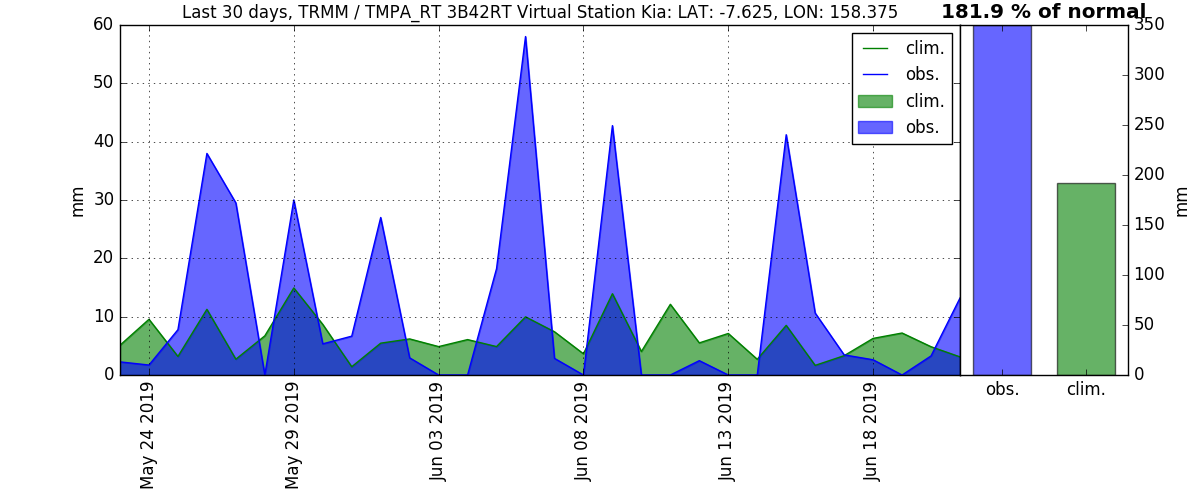 Last 30 days, TRMM / TMPA_RT 3B42RT Virtual Station Kia: LAT: -7.625, LON: 158.375
181.9 % of normal
60
50
40
30
20
10
0
mm
clim.
obs.
clim.
obs.
350
300
250
200
150
100
50
0
mm
May 24 2019
May 29 2019
Jun 03 2019
Jun 08 2019
Jun 13 2019
Jun 18 2019
obs.
clim.